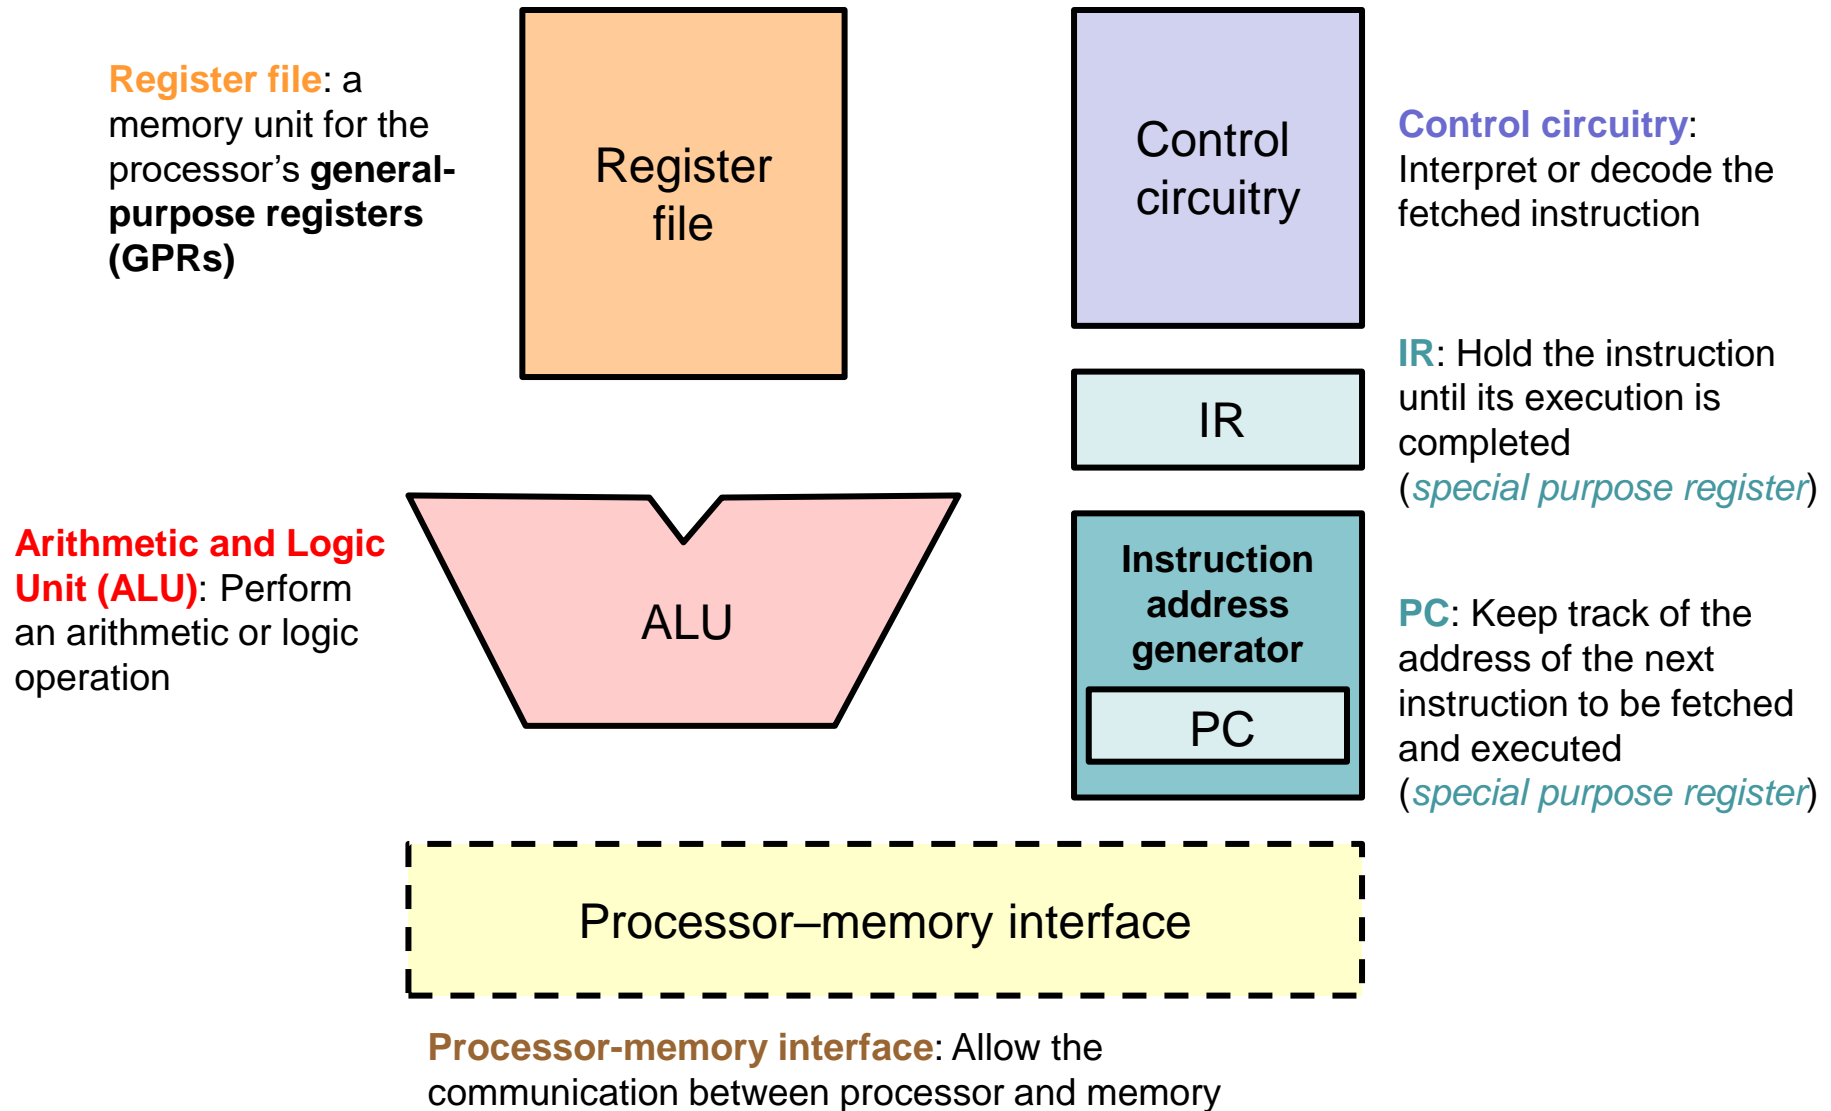 Register file: a
memory unit for the
processor’s general-
purpose registers
(GPRs)
Register
file
Control
circuitry
Control circuitry:
Interpret or decode the
fetched instruction
IR
IR: Hold the instruction
until its execution is
completed
(special purpose register)
Arithmetic and Logic
Unit (ALU): Perform
an arithmetic or logic
operation
ALU
Instruction
address
generator
PC
PC: Keep track of the
address of the next
instruction to be fetched
and executed
(special purpose register)
Processor–memory interface
Processor-memory interface: Allow the
communication between processor and memory